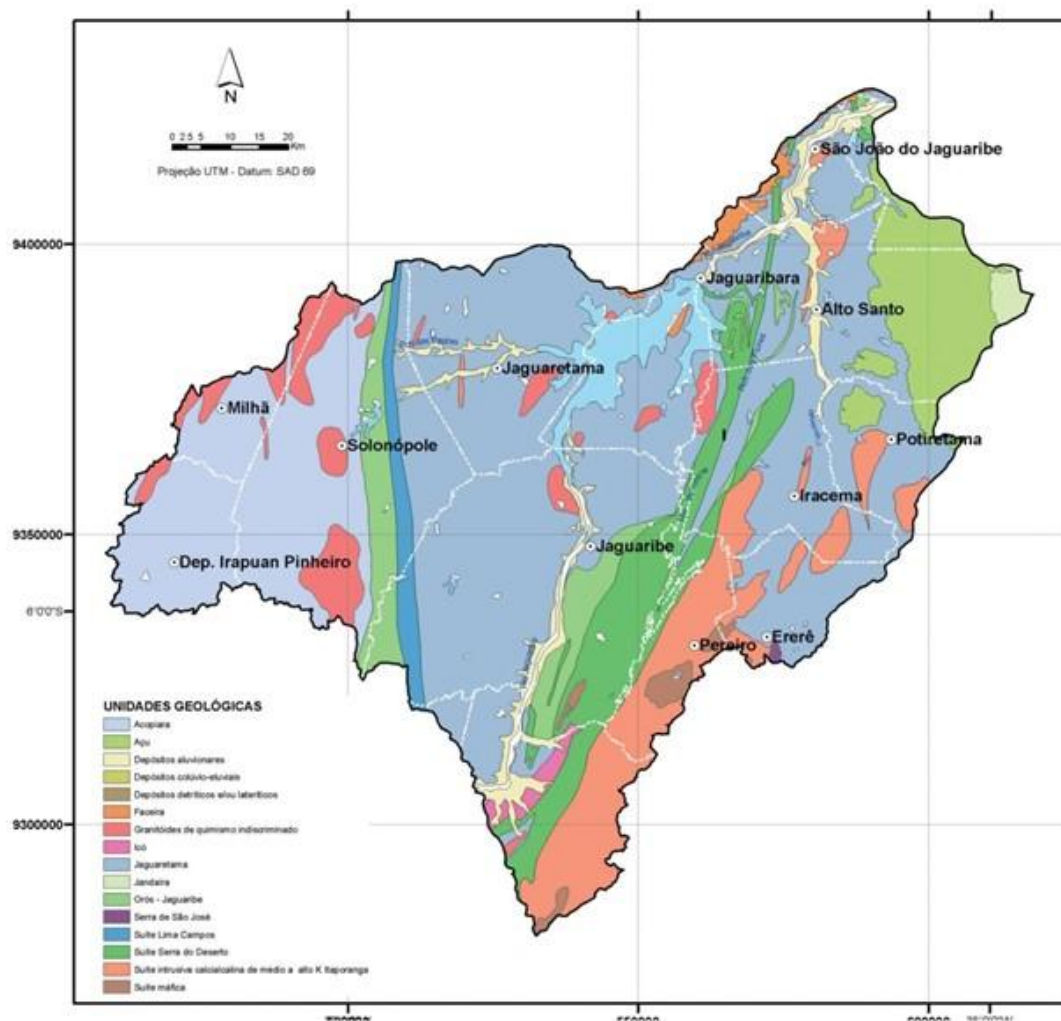 N
0 2.5 5 10 15 20
Km
Projeção UTM - Datum: SAD 69
São João do Jaguaribe
9400000
Jaguaribara
Alto Santo
Jaguaretama
Milhã
Solonópole
Potiretama
I
Iracema
9350000
Jaguaribe
Dep. Irapuan Pinheiro
6°0'0"S
Ererê
Pereiro
UNIDADES GEOLÓGICAS
Acopiara
Açu
Depósitos aluvionares
Depósitos colúvio-eluviais
Depósitos detríticos e/ou lateríticos
Faceira
Granitóides de quimismo indiscriminado
Icó
Jaguaretama
Jandaíra
Orós - Jaguaribe
Serra de São José
Suíte Lima Campos
Suíte Serra do Deserto
Suíte intrusiva calcialcalina de médio a alto K Itaporanga
Suíte máfica
9300000